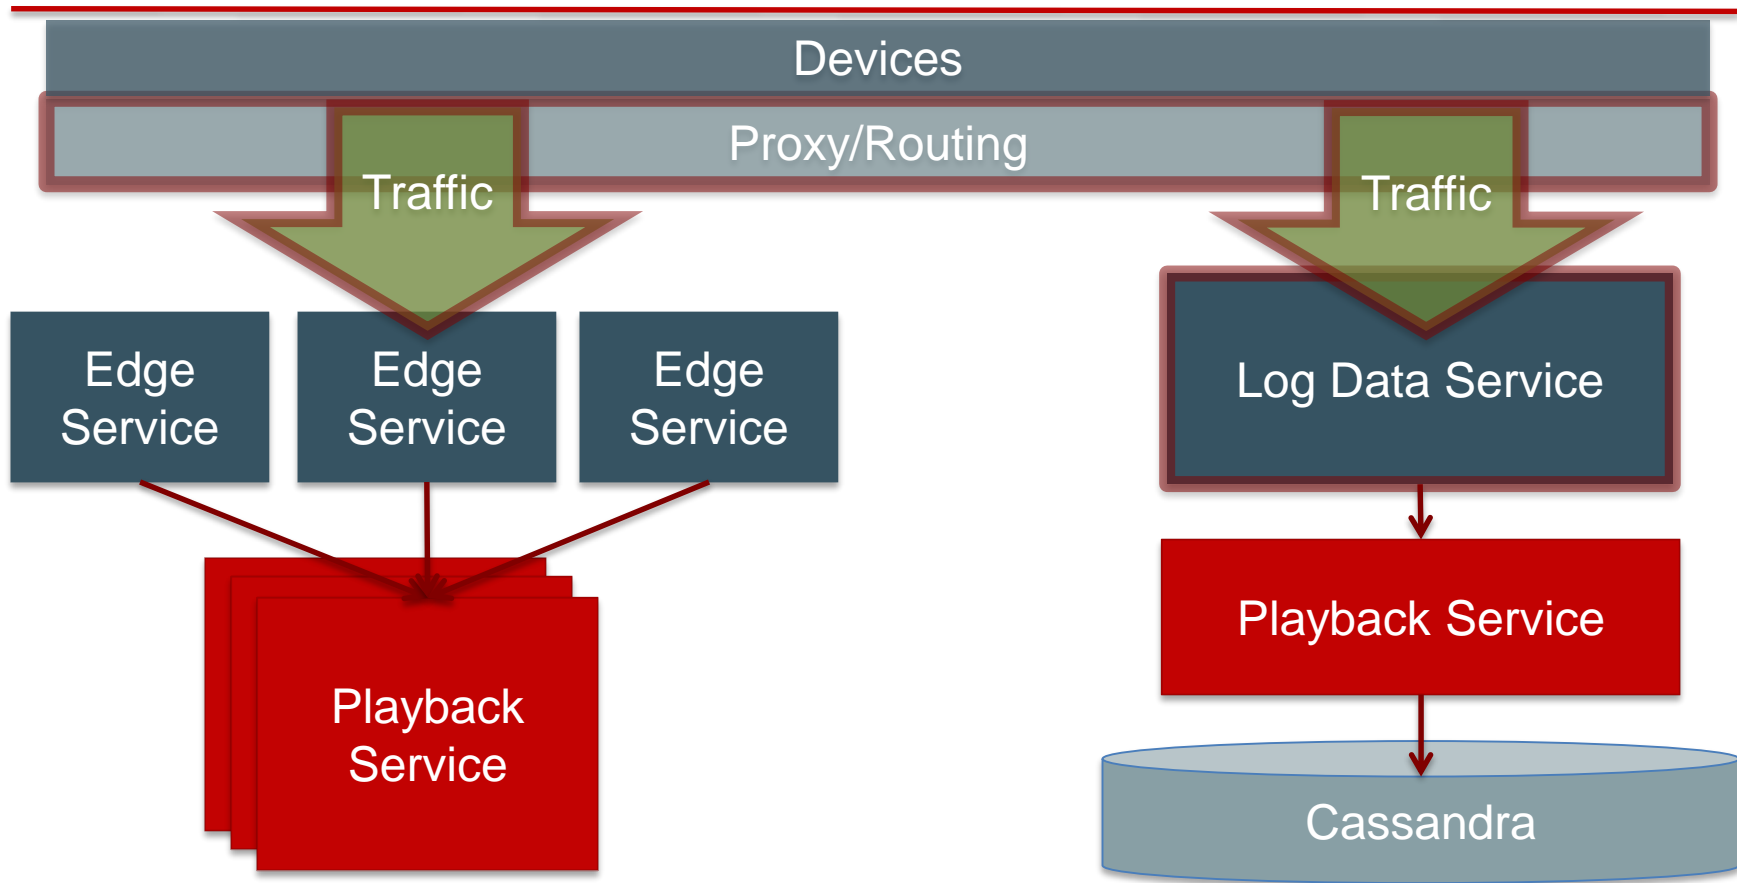 Devices
Proxy/Routing
Traffic
Traffic
Edge
Service
Edge
Service
Edge
Service
Log Data Service
Playback
Service
Playback Service
Cassandra